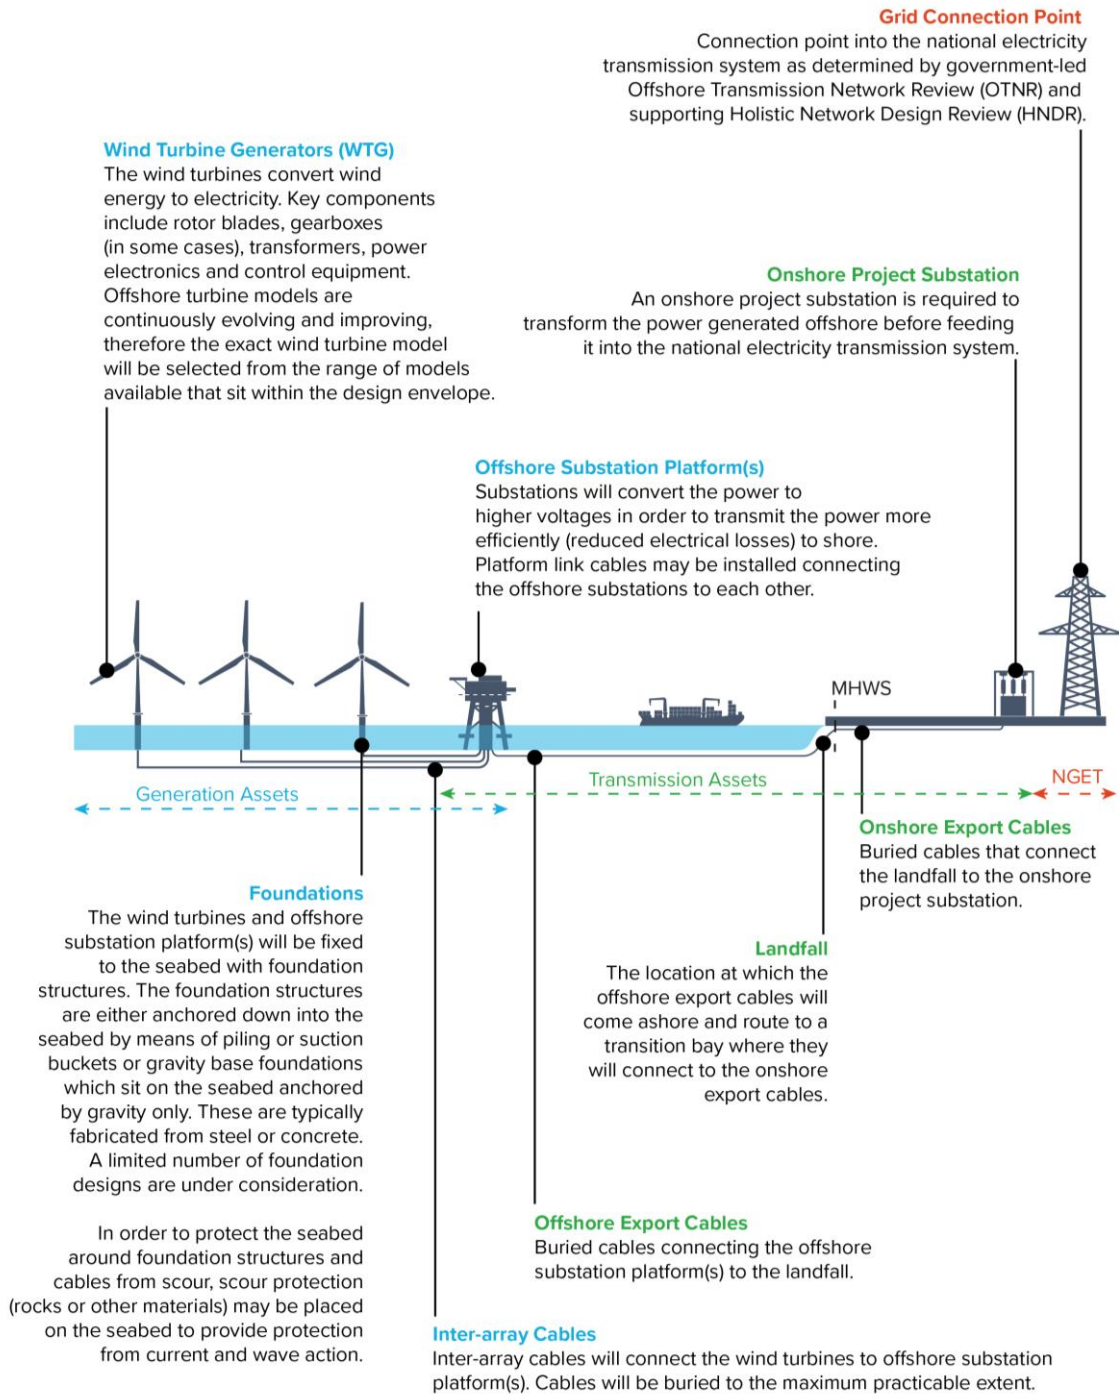 Grid Connection Point
Connection point into the national electricity
transmission system as determined by government-led
Offshore Transmission Network Review (OTNR) and
supporting Holistic Network Design Review (HNDR).
Wind Turbine Generators (WTG)
The wind turbines convert wind
energy to electricity. Key components
include rotor blades, gearboxes
(in some cases), transformers, power
electronics and control equipment.
Offshore turbine models are
continuously evolving and improving,
therefore the exact wind turbine model
will be selected from the range of models
available that sit within the design envelope.
Onshore Project Substation
An onshore project substation is required to
transform the power generated offshore before feeding
it into the national electricity transmission system.
Offshore Substation Platform(s)
Substations will convert the power to
higher voltages in order to transmit the power more
efficiently (reduced electrical losses) to shore.
Platform link cables may be installed connecting
the offshore substations to each other.
MHWS
Generation Assets
Transmission Assets
NGET
Onshore Export Cables
Buried cables that connect
the landfall to the onshore
project substation.
Foundations
The wind turbines and offshore
substation platform(s) will be fixed
to the seabed with foundation
structures. The foundation structures
are either anchored down into the
seabed by means of piling or suction
buckets or gravity base foundations
which sit on the seabed anchored
by gravity only. These are typically
fabricated from steel or concrete.
A limited number of foundation
designs are under consideration.
In order to protect the seabed
around foundation structures and
cables from scour, scour protection
(rocks or other materials) may be placed
on the seabed to provide protection
from current and wave action.
Landfall
The location at which the
offshore export cables will
come ashore and route to a
transition bay where they
will connect to the onshore
export cables.
Offshore Export Cables
Buried cables connecting the offshore
substation platform(s) to the landfall.
Inter-array Cables
Inter-array cables will connect the wind turbines to offshore substation
platform(s). Cables will be buried to the maximum practicable extent.